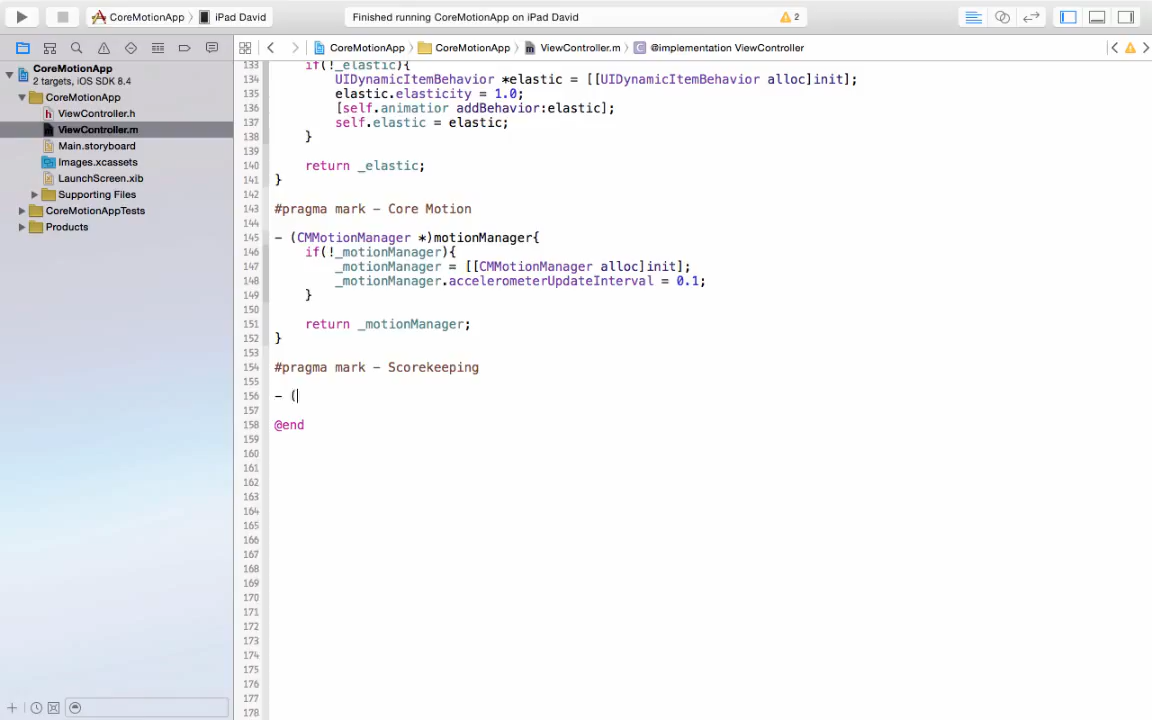 CoreMotionApp 〉 iPad David
Finished running CoreMotionApp on iPad David
2
CoreMotionApp 〉 CoreMotionApp 〉 ViewController.m 〉 C @implementation ViewController
CoreMotionApp
2 targets, iOS SDK 8.4
CoreMotionApp
h ViewController.h
ViewController.m
Main.storyboard
Images.xcassets
LaunchScreen.xib
Supporting Files
CoreMotionAppTests
Products
133 if(!_elastic){
134 UIDynamicItemBehavior *elastic = [[UIDynamicItemBehavior alloc]init];
135 elastic.elasticity = 1.0;
136 [self.animatior addBehavior:elastic];
137 self.elastic = elastic;
138 }
139
140 return _elastic;
141 }
142
143 #pragma mark - Core Motion
144
145 - (CMMotionManager *)motionManager{
146 if(!_motionManager){
147 _motionManager = [[CMMotionManager alloc]init];
148 _motionManager.accelerometerUpdateInterval = 0.1;
149 }
150
151 return _motionManager;
152 }
153
154 #pragma mark - Scorekeeping
155
156 - (
157
158 @end
159
160
161
162
163
164
165
166
167
168
169
170
171
172
173
174
175
176
177
178